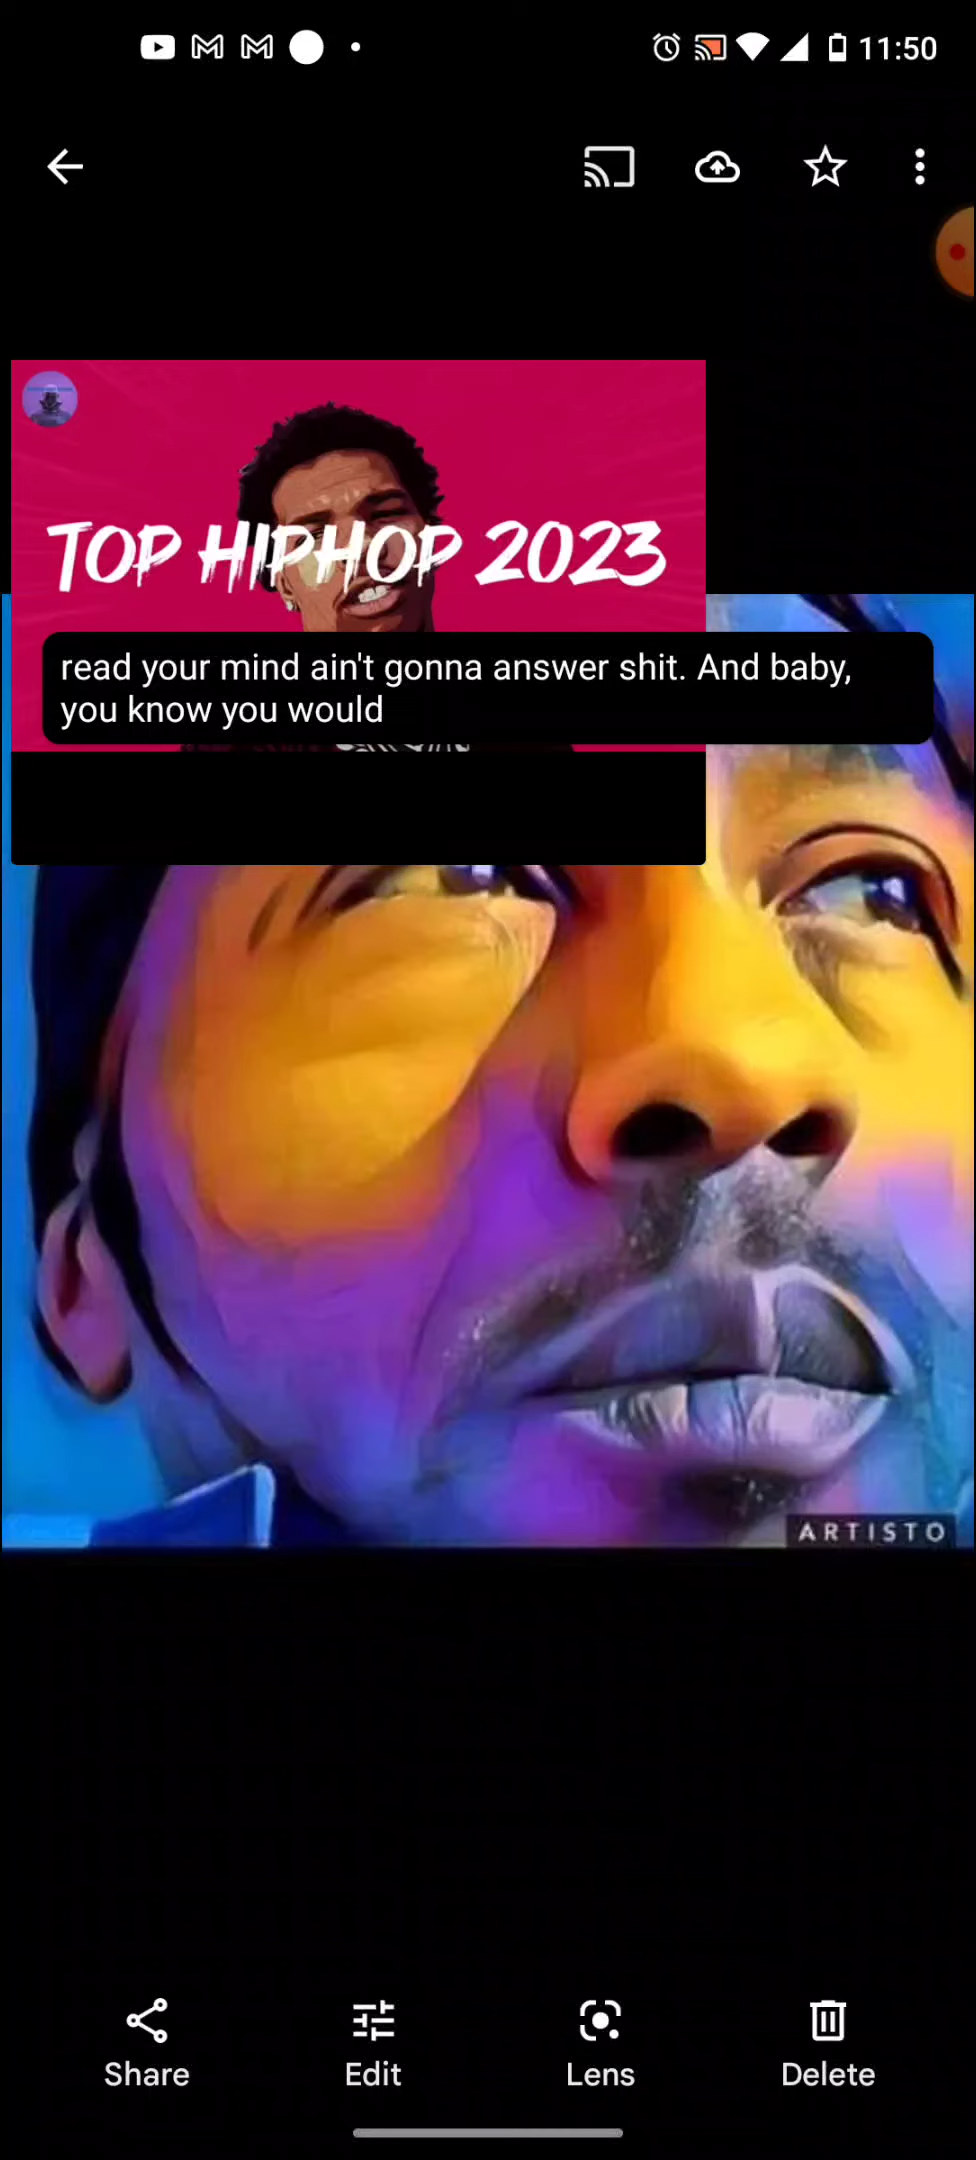 11:50
TOP HIPHOP 2023
read your mind ain't gonna answer shit. And baby,
you know you would
ARTISTO
Share Edit Lens Delete